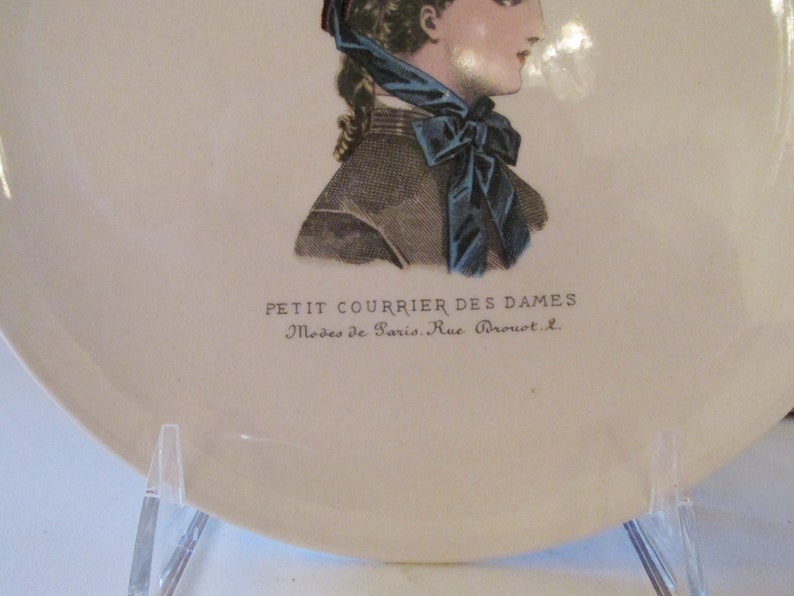 PETIT COURRIER DES DAMES
Modes de Paris. Rue Drouot. 2.